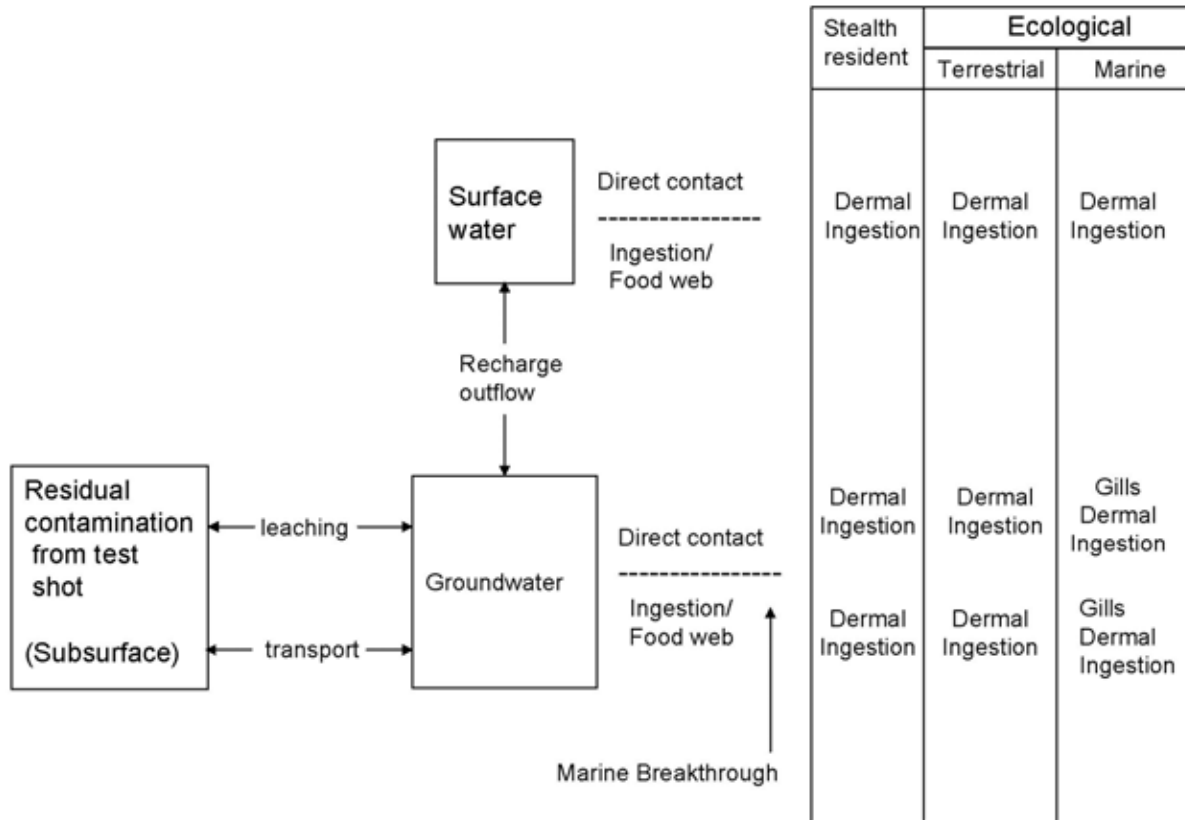 Stealth
resident
Ecological
Terrestrial
Marine
Surface
water
Direct contact
Ingestion/
Food web
Dermal
Ingestion
Dermal
Ingestion
Dermal
Ingestion
Recharge
outflow
Residual
contamination
from test
shot
(Subsurface)
leaching
transport
Groundwater
Direct contact
Ingestion/
Food web
Dermal
Ingestion
Dermal
Ingestion
Gills
Dermal
Ingestion
Dermal
Ingestion
Dermal
Ingestion
Gills
Dermal
Ingestion
Marine Breakthrough